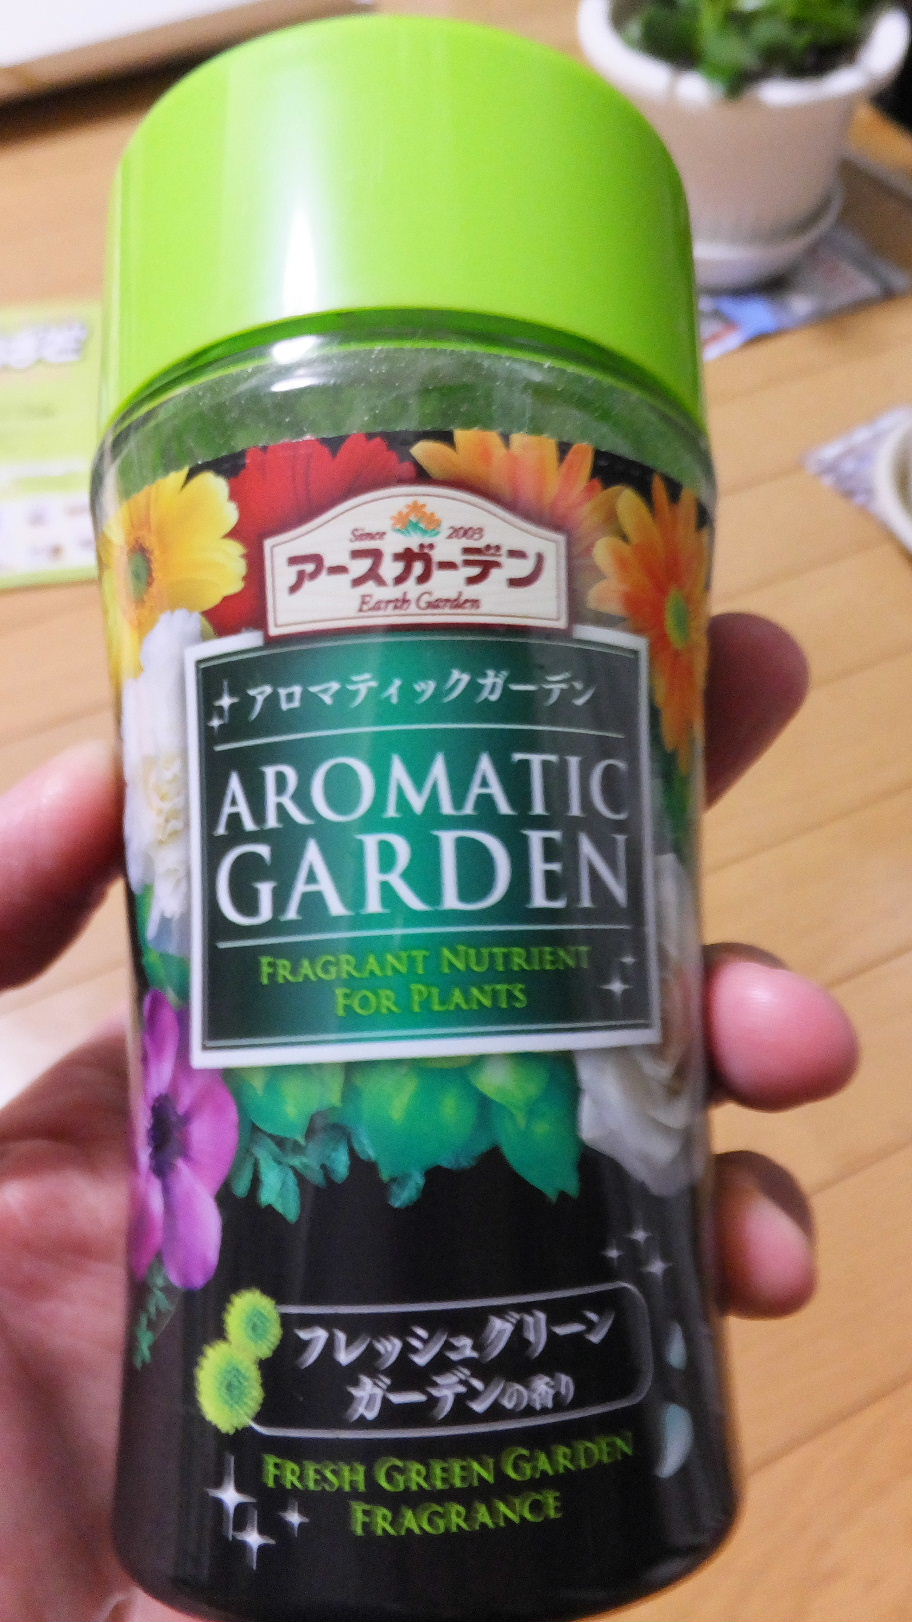 Since 2003
アースガーデン
Earth Garden
アロマティックガーデン
AROMATIC
GARDEN
FRAGRANT NUTRIENT
FOR PLANTS
フレッシュグリーン
ガーデンの香り
FRESH GREEN GARDEN
FRAGRANCE